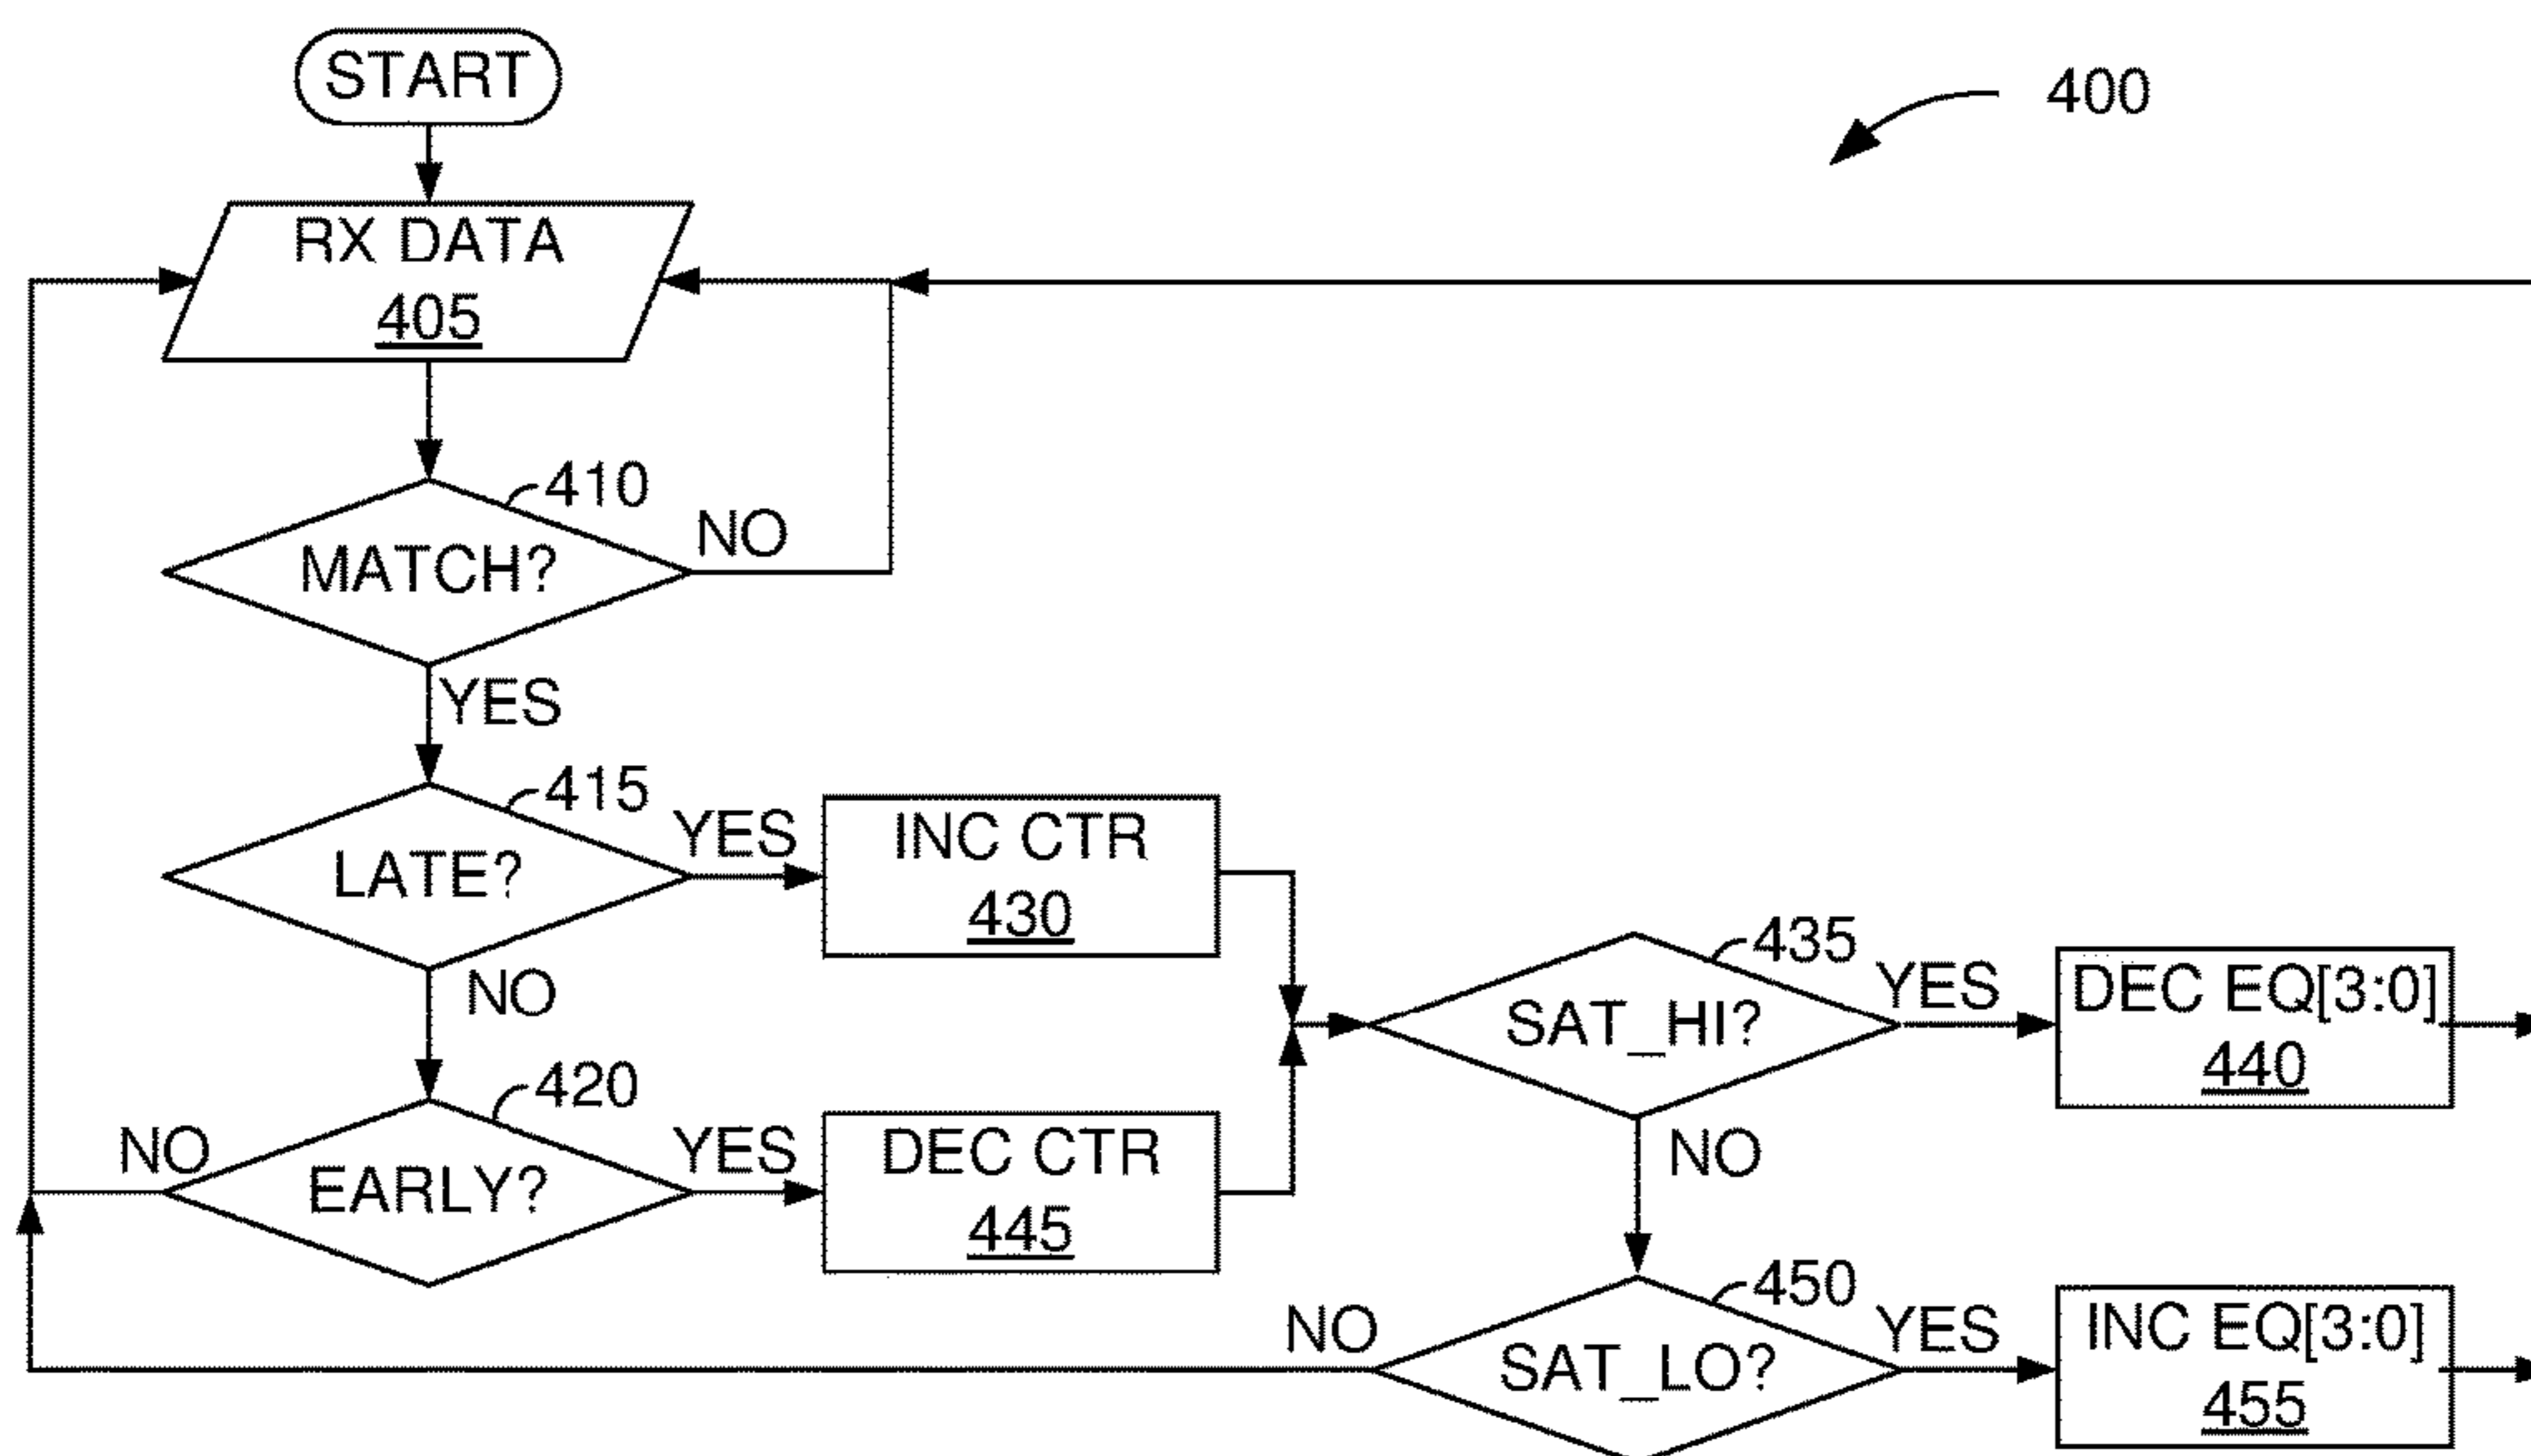 START
400
RX DATA
405
410
MATCH?
NO
YES
415
LATE?
YES
INC CTR
430
NO
435
SAT_HI?
YES
DEC EQ[3:0]
440
420
EARLY?
NO
YES
DEC CTR
445
NO
450
SAT_LO?
NO
YES
INC EQ[3:0]
455